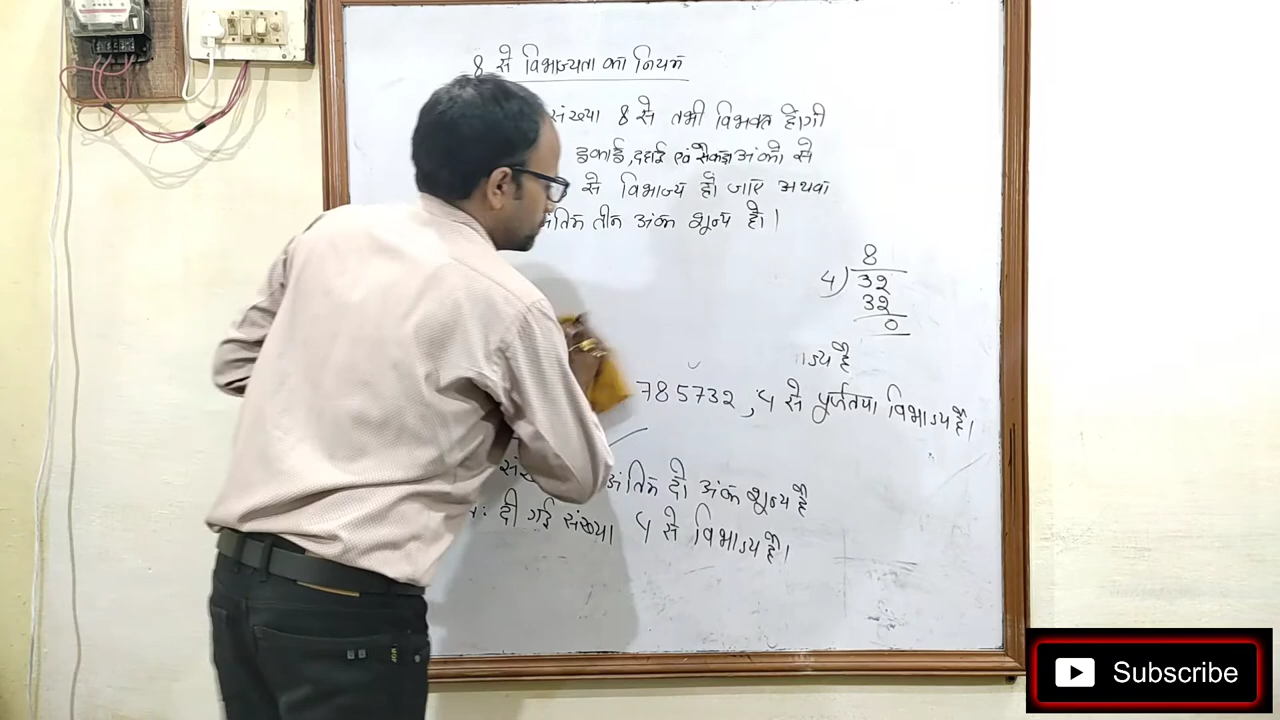 8 से विभाज्यता का नियम
संख्या 8 से तभी विभक्त होगी
इकाई, दहाई एवं सैकड़ा अंको से
से विभाज्य हो जाए अथवा
अंतिम तीन अंक शून्य हो।
8
4) 32
32
0
ज्य है
785732, 4 से पूर्णतया विभाज्य है।
अंतिम दो अंक शून्य है
दी गई संख्या 4 से विभाज्य है।
Subscribe